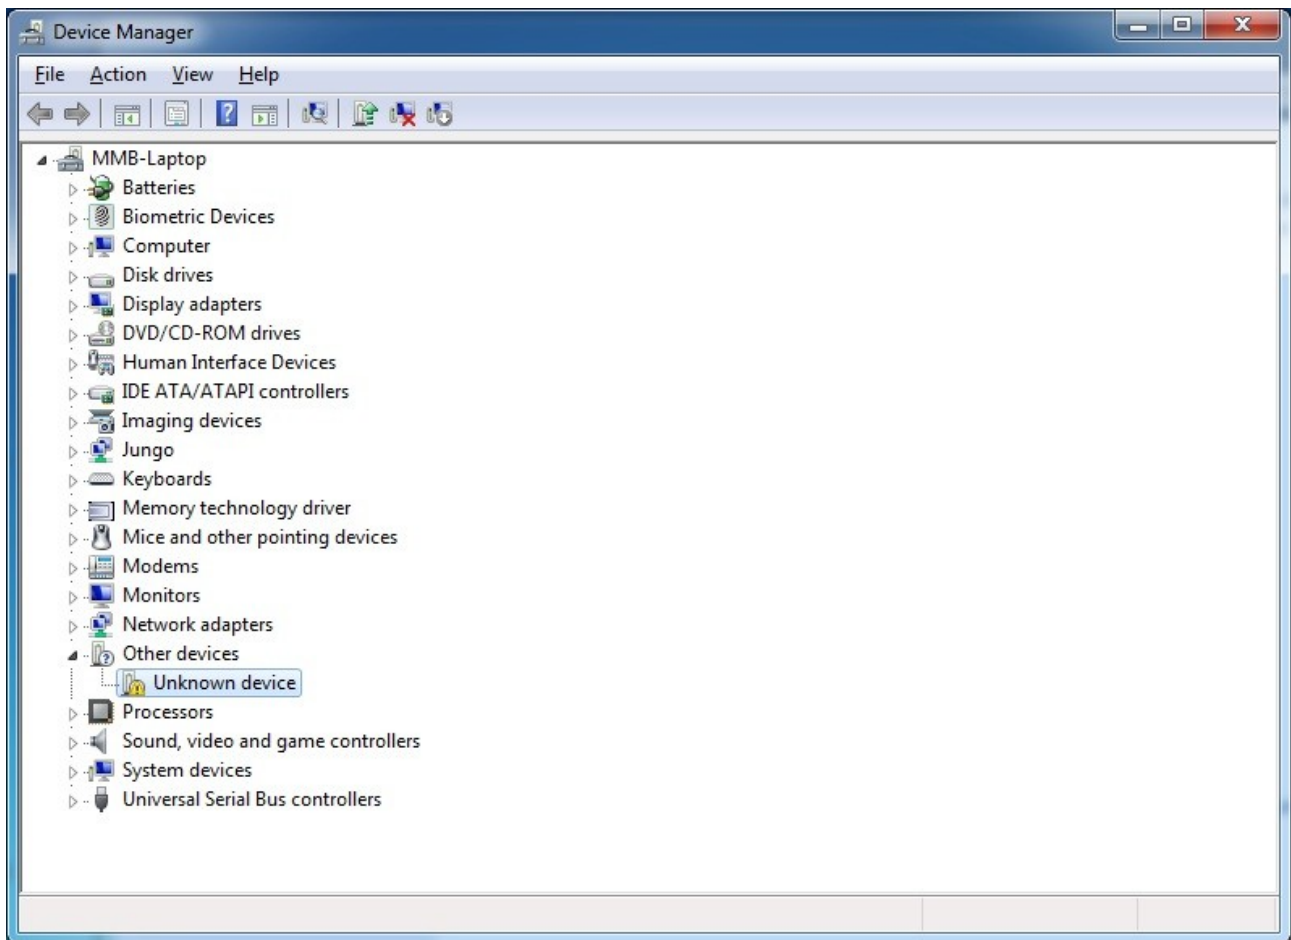 Device Manager
File Action View Help
MMB-Laptop
Batteries
Biometric Devices
Computer
Disk drives
Display adapters
DVD/CD-ROM drives
Human Interface Devices
IDE ATA/ATAPI controllers
Imaging devices
Jungo
Keyboards
Memory technology driver
Mice and other pointing devices
Modems
Monitors
Network adapters
Other devices
Unknown device
Processors
Sound, video and game controllers
System devices
Universal Serial Bus controllers